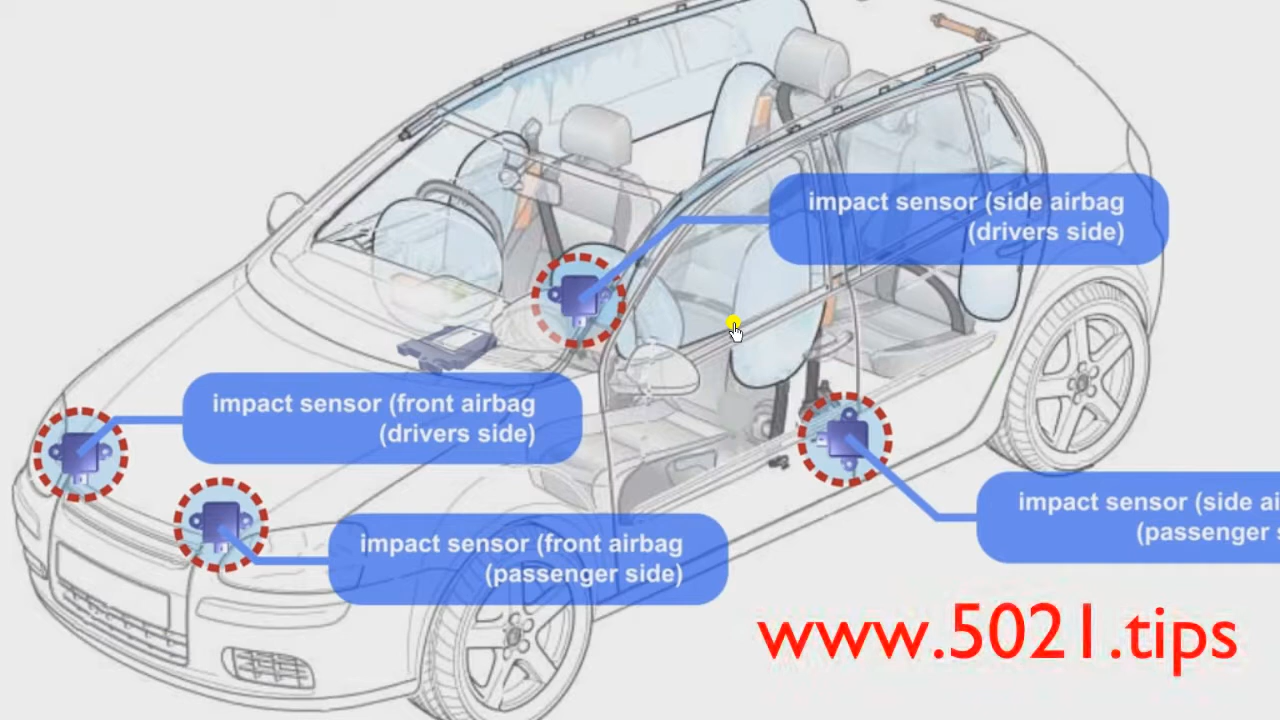 impact sensor (side airbag
(drivers side)
impact sensor (front airbag
(drivers side)
impact sensor (side ai
(passenger s
impact sensor (front airbag
(passenger side)
www.5021.tips